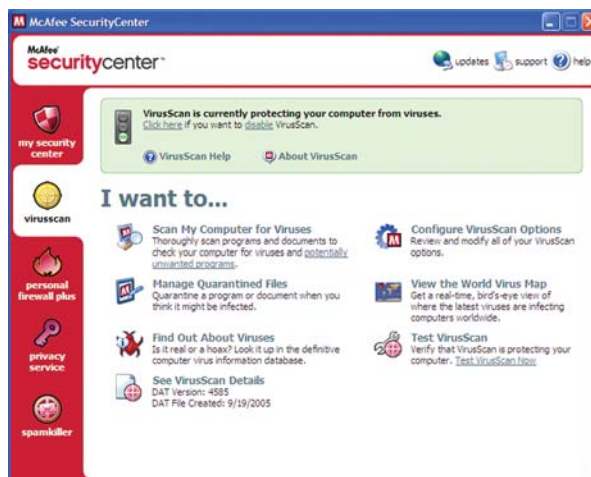 McAfee SecurityCenter
McAfee
securitycenter
updates support help
my security
center
virusscan
personal
firewall plus
privacy
service
spamkiller
VirusScan is currently protecting your computer from viruses.
Click here if you want to disable VirusScan.
VirusScan Help About VirusScan
I want to...
Scan My Computer for Viruses
Thoroughly scan programs and documents to
check your computer for viruses and potentially
unwanted programs.
Configure VirusScan Options
Review and modify all of your VirusScan
options.
Manage Quarantined Files
Quarantine a program or document when you
think it might be infected.
View the World Virus Map
Get a real-time, bird's-eye view of
where the latest viruses are infecting
computers worldwide.
Find Out About Viruses
Is it real or a hoax? Look it up in the definitive
computer virus information database.
Test VirusScan
Verify that VirusScan is protecting your
computer. Test VirusScan Now
See VirusScan Details
DAT Version: 4585
DAT File Created: 9/19/2005